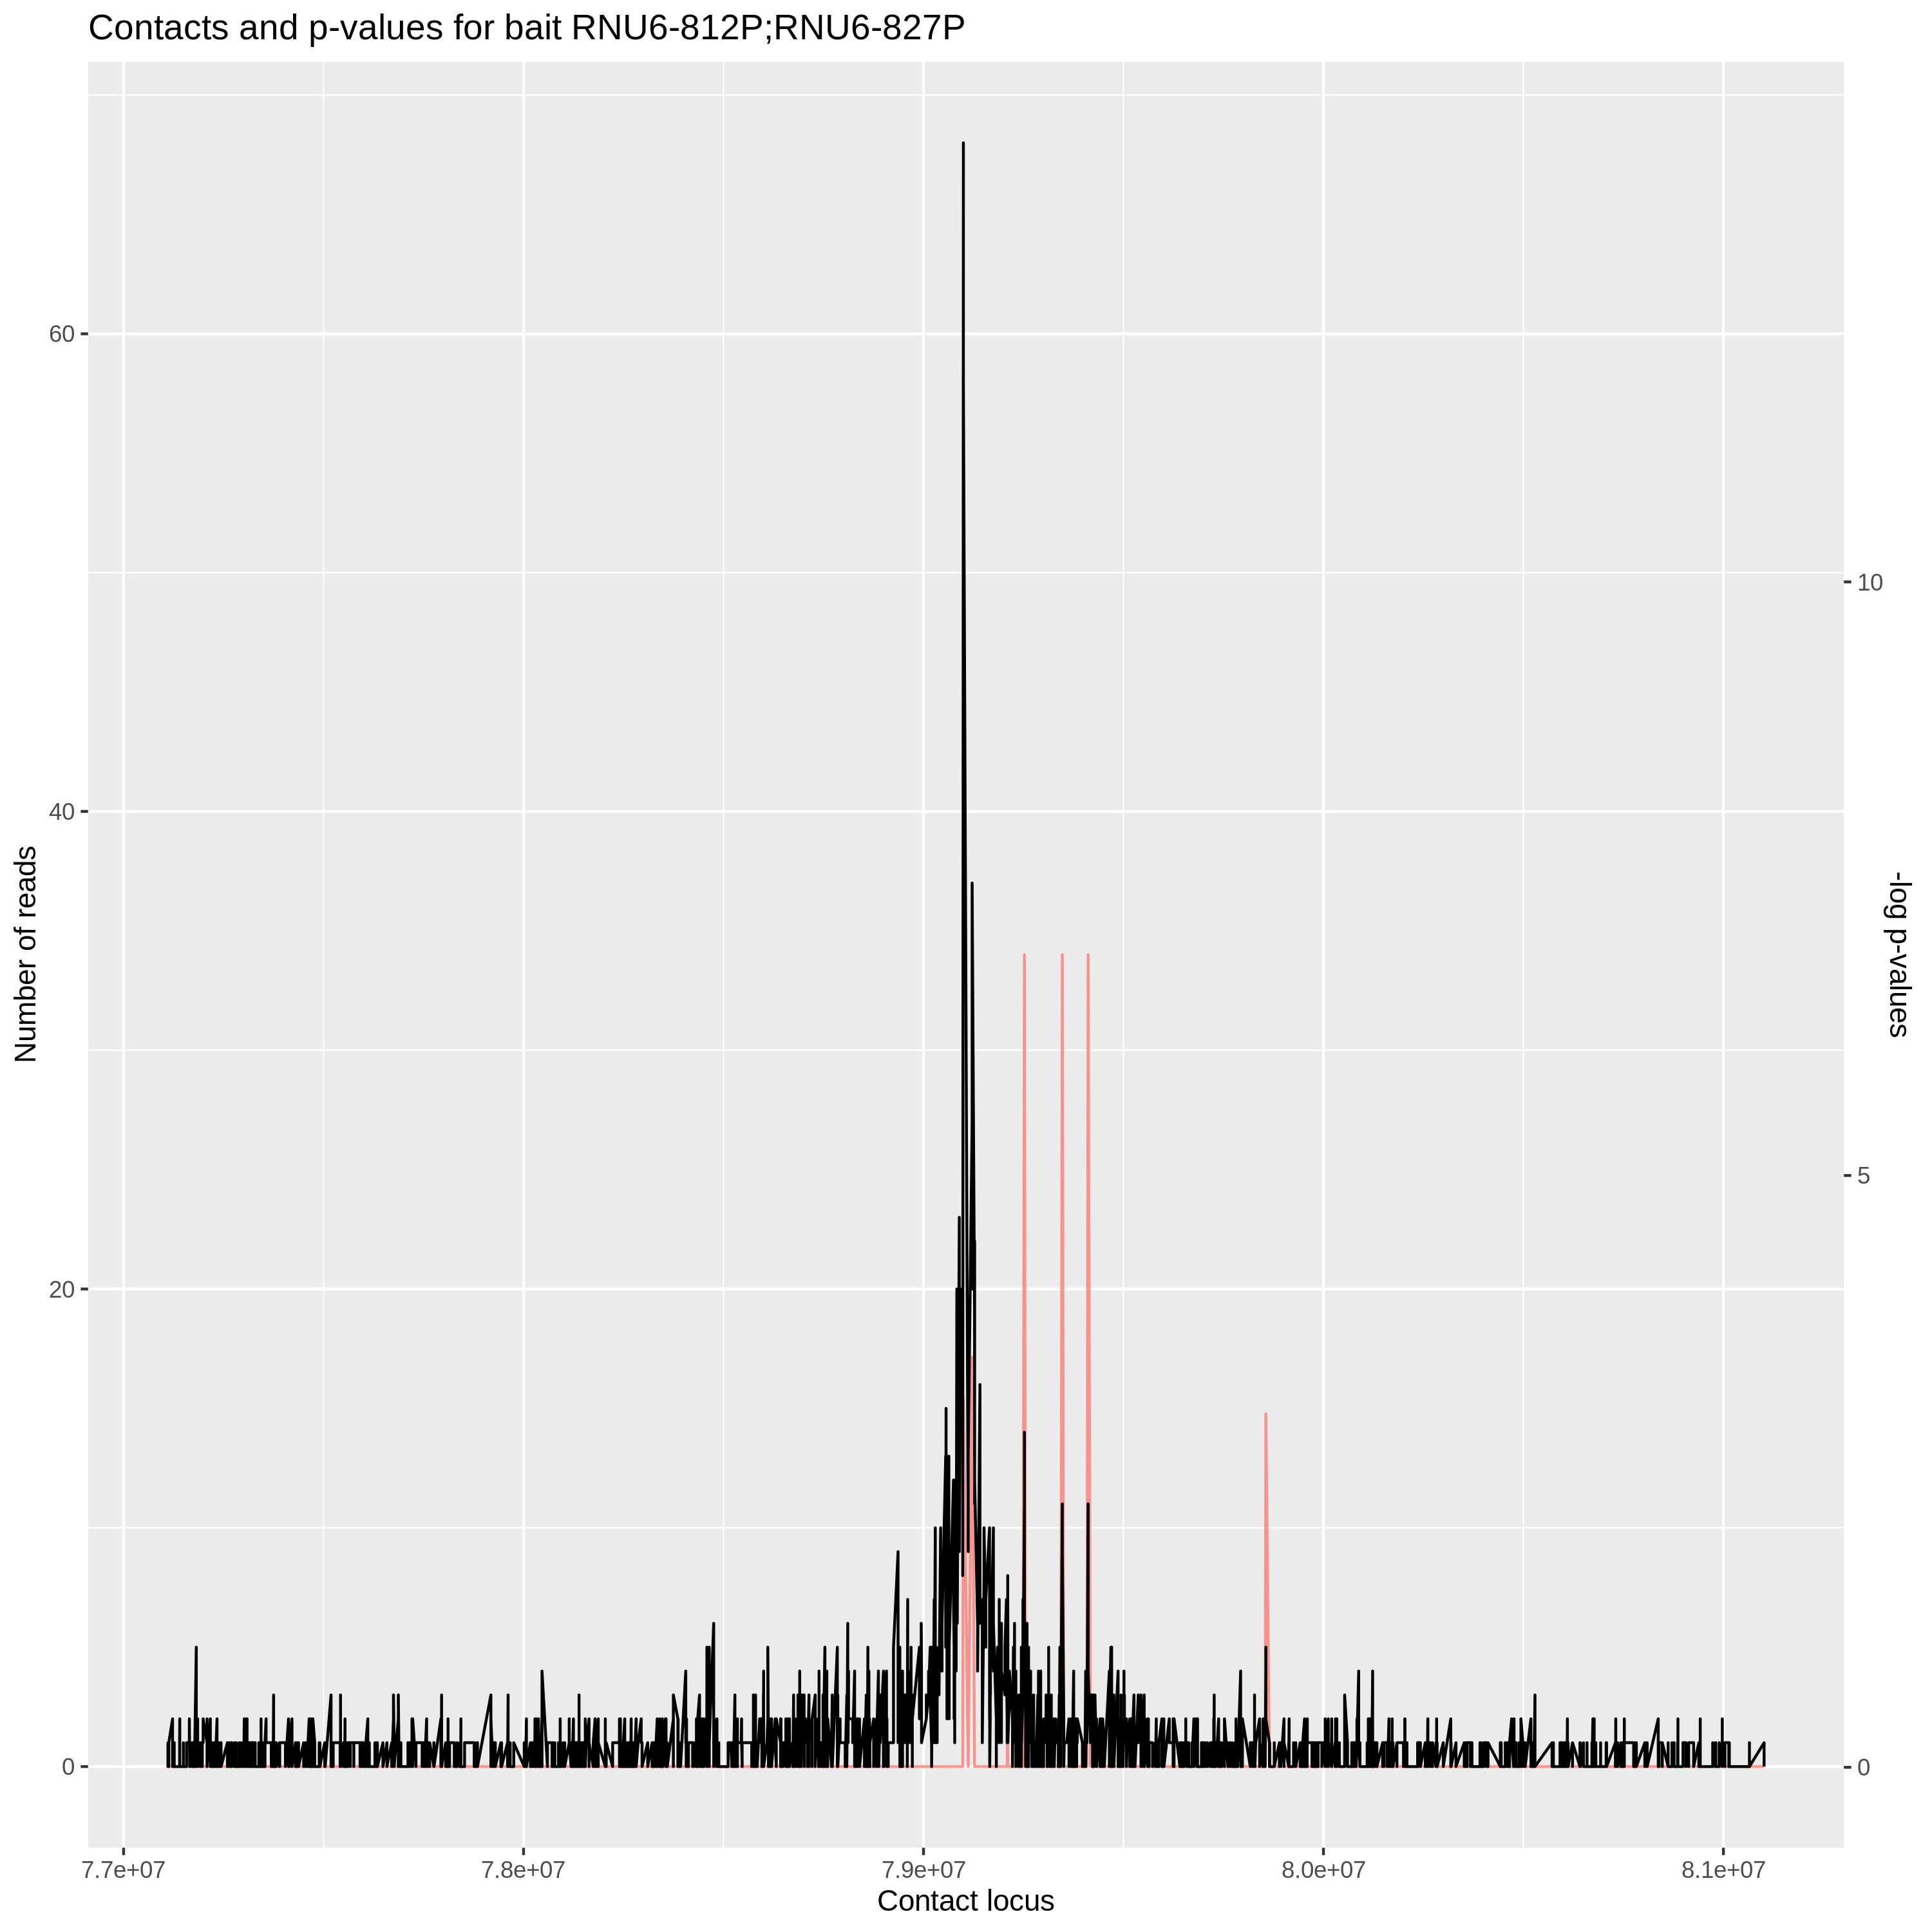 Contacts and p-values for bait RNU6-812P;RNU6-827P
60
40
20
0
Number of reads
10
5
0
-log p-values
7.7e+07 7.8e+07 7.9e+07 8.0e+07 8.1e+07
Contact locus